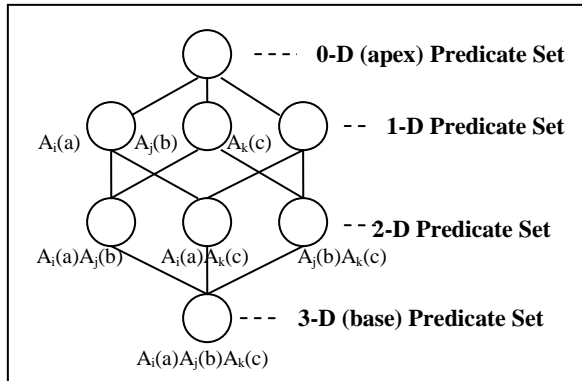 0-D (apex) Predicate Set
1-D Predicate Set
Aᵢ(a) Aⱼ(b) Aₖ(c)
2-D Predicate Set
Aᵢ(a)Aⱼ(b) Aᵢ(a)Aₖ(c) Aⱼ(b)Aₖ(c)
3-D (base) Predicate Set
Aᵢ(a)Aⱼ(b)Aₖ(c)